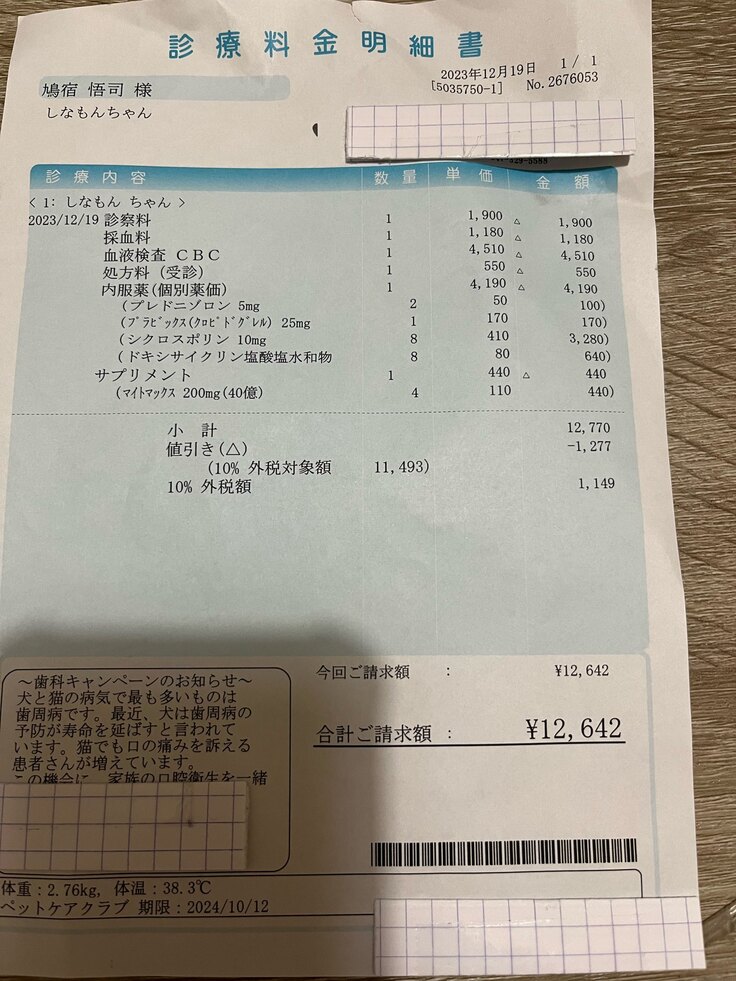 診療料金明細書
2023年12月19日 1/ 1
[5035750-1] No.2676053
鳩宿 悟司 様
しなもんちゃん
診療内容 数量 単価 金額
< 1: しなもん ちゃん >
2023/12/19 診察料 1 1,900 △ 1,900
採血料 1 1,180 △ 1,180
血液検査 CBC 1 4,510 △ 4,510
処方料 (受診) 1 550 △ 550
内服薬(個別薬価) 1 4,190 △ 4,190
(プレドニゾロン 5mg 2 50 100)
(ﾌﾟﾗﾋﾞｯｸｽ(ｸﾛﾋﾟﾄﾞｸﾞﾚﾙ) 25mg 1 170 170)
(シクロスポリン 10mg 8 410 3,280)
(ドキシサイクリン塩酸塩水和物 8 80 640)
サプリメント 1 440 △ 440
(マイトマックス 200mg(40億) 4 110 440)
小 計 12,770
値引き(△) -1,277
(10% 外税対象額 11,493)
10% 外税額 1,149
今回ご請求額 : ¥12,642
合計ご請求額 : ¥12,642
～歯科キャンペーンのお知らせ～
犬と猫の病気で最も多いものは
歯周病です。最近、犬は歯周病の
予防が寿命を延ばすと言われて
います。猫でも口の痛みを訴える
患者さんが増えています。
この機会に、家族の口腔衛生を一緒
体重:2.76kg, 体温:38.3℃
ペットケアクラブ 期限:2024/10/12